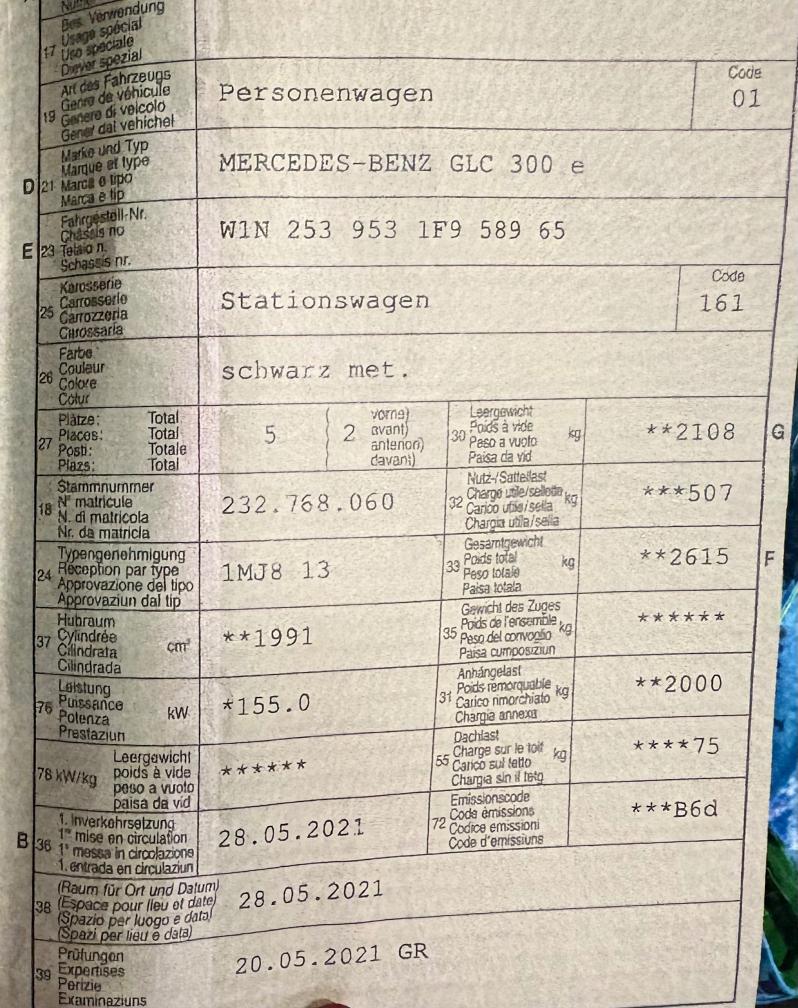 17 Bes. Verwendung
Usage spécial
Uso speciale
Diever spezial
19 Art des Fahrzeugs
Genre de véhicule
Genere di veicolo
Gener dal vehichel
Personenwagen
Code
01
D 21 Marke und Typ
Marque et type
Marca e tipo
Marca e tip
MERCEDES-BENZ GLC 300 e
E 23 Fahrgestell-Nr.
Châssis no
Telaio n.
Schassis nr.
W1N 253 953 1F9 589 65
25 Karosserie
Carrosserie
Carrozzeria
Carossaria
Stationswagen
Code
161
26 Farbe
Couleur
Colore
Colur
schwarz met.
27 Plätze: Total
Places: Total
Posti: Totale
Plazs: Total
5
2
vorne)
avant)
anteriori)
davant)
30 Leergewicht
Poids à vide
Peso a vuoto
Paisa da vid
kg
**2108
G
18 Stammnummer
N° matricule
N. di matricola
Nr. da matricla
232.768.060
32 Nutz-/Sattellast
Charge utile/sellette kg
Carico utile/sella
Chargia utila/sella
***507
24 Typengenehmigung
Réception par type
Approvazione del tipo
Approvaziun dal tip
1MJ8 13
33 Gesamtgewicht
Poids total
Peso totale
Paisa totala
kg
**2615
F
37 Hubraum
Cylindrée
Cilindrata
Cilindrada
cm³
**1991
35 Gewicht des Zuges
Poids de l'ensemble
Peso del convoglio
Paisa cumposiziun
kg
******
76 Leistung
Puissance
Potenza
Prestaziun
kW
*155.0
31 Anhängelast
Poids remorquable
Carico rimorchiato
Chargia annexa
kg
**2000
78 kW/kg
Leergewicht
poids à vide
peso a vuoto
paisa da vid
******
55 Dachlast
Charge sur le toit
Carico sul tetto
Chargia sin il tetg
kg
****75
B 36 1. Inverkehrsetzung
1re mise en circulation
1a messa in circolazione
1. entrada en circulaziun
28.05.2021
72 Emissionscode
Code émissions
Codice emissioni
Code d'emissiuns
***B6d
38 (Raum für Ort und Datum)
(Espace pour lieu et date)
(Spazio per luogo e data)
(Spazi per lieu e data)
28.05.2021
39 Prüfungen
Expertises
Perizie
Examinaziuns
20.05.2021 GR